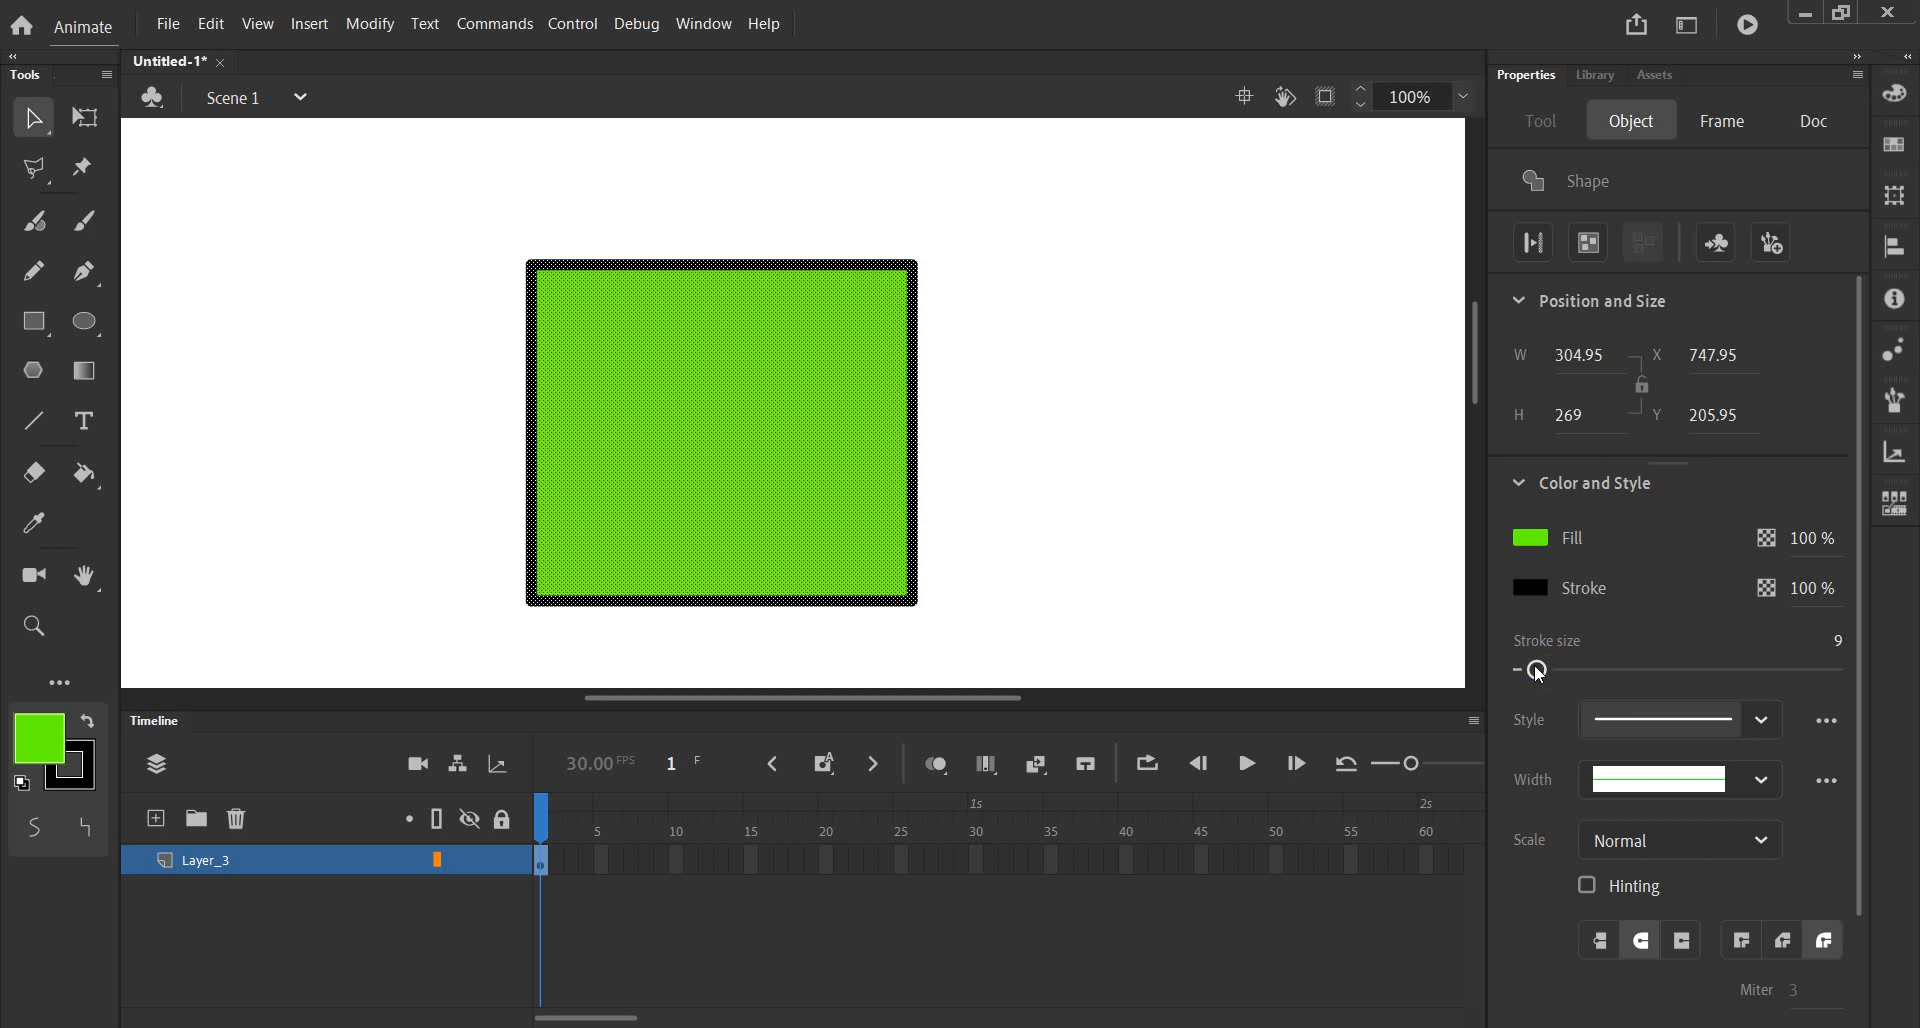 Animate File Edit View Insert Modify Text Commands Control Debug Window Help
Tools
Untitled-1*
Properties Library Assets
Scene 1
100%
Tool Object Frame Doc
Shape
Position and Size
W 304.95 X 747.95
H 269 Y 205.95
Color and Style
Fill 100 %
Stroke 100 %
Stroke size 9
Style
Width
Scale Normal
Hinting
Miter 3
Timeline
30.00 FPS 1 F
1s 2s
5 10 15 20 25 30 35 40 45 50 55 60
Layer_3